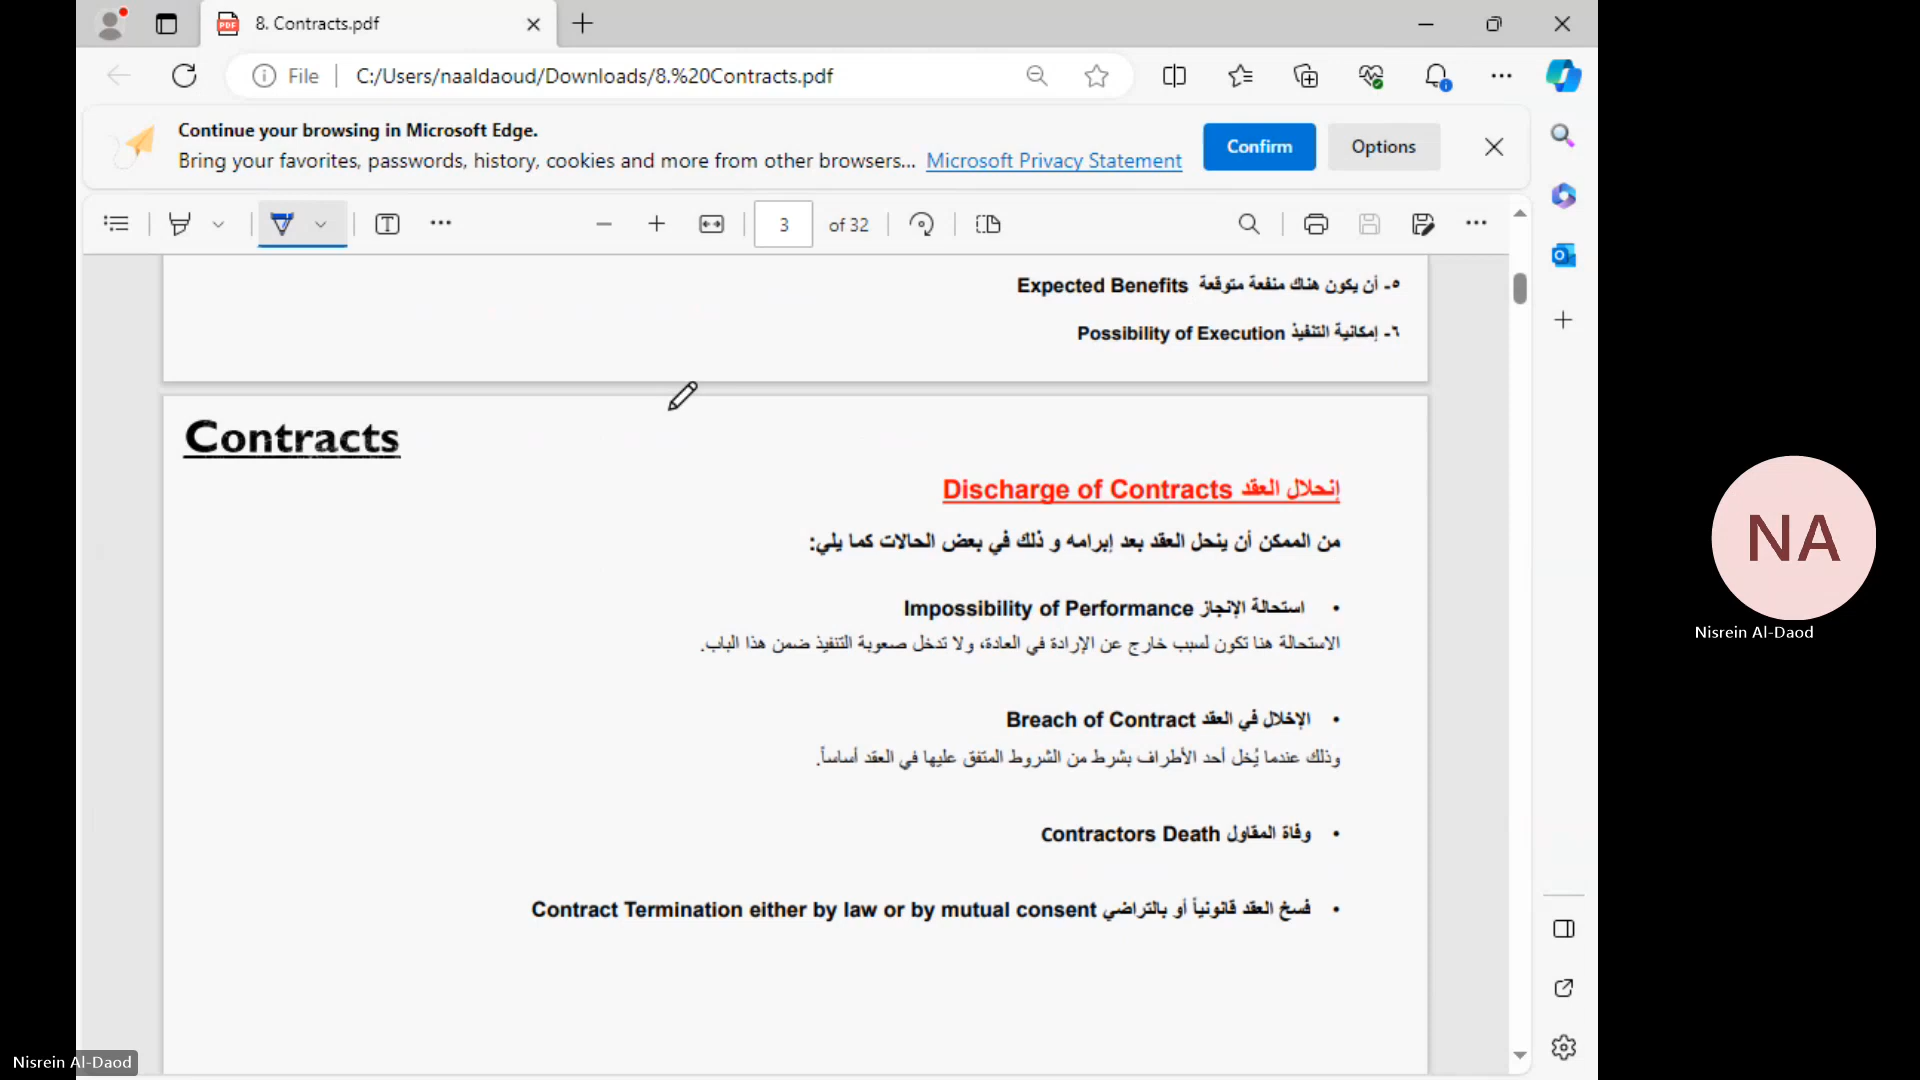 8. Contracts.pdf
File C:/Users/naaldaoud/Downloads/8.%20Contracts.pdf
Continue your browsing in Microsoft Edge.
Bring your favorites, passwords, history, cookies and more from other browsers... Microsoft Privacy Statement
Confirm
Options
3 of 32
٥- أن يكون هناك منفعة متوقعة Expected Benefits
٦- إمكانية التنفيذ Possibility of Execution
Contracts
إنحلال العقد Discharge of Contracts
من الممكن أن ينحل العقد بعد إبرامه و ذلك في بعض الحالات كما يلي:
• استحالة الإنجاز Impossibility of Performance
الاستحالة هنا تكون لسبب خارج عن الإرادة في العادة، ولا تدخل صعوبة التنفيذ ضمن هذا الباب.
• الإخلال في العقد Breach of Contract
وذلك عندما يُخل أحد الأطراف بشرط من الشروط المتفق عليها في العقد أساساً.
• وفاة المقاول Contractors Death
• فسخ العقد قانونياً أو بالتراضي Contract Termination either by law or by mutual consent
NA
Nisrein Al-Daod
Nisrein Al-Daod